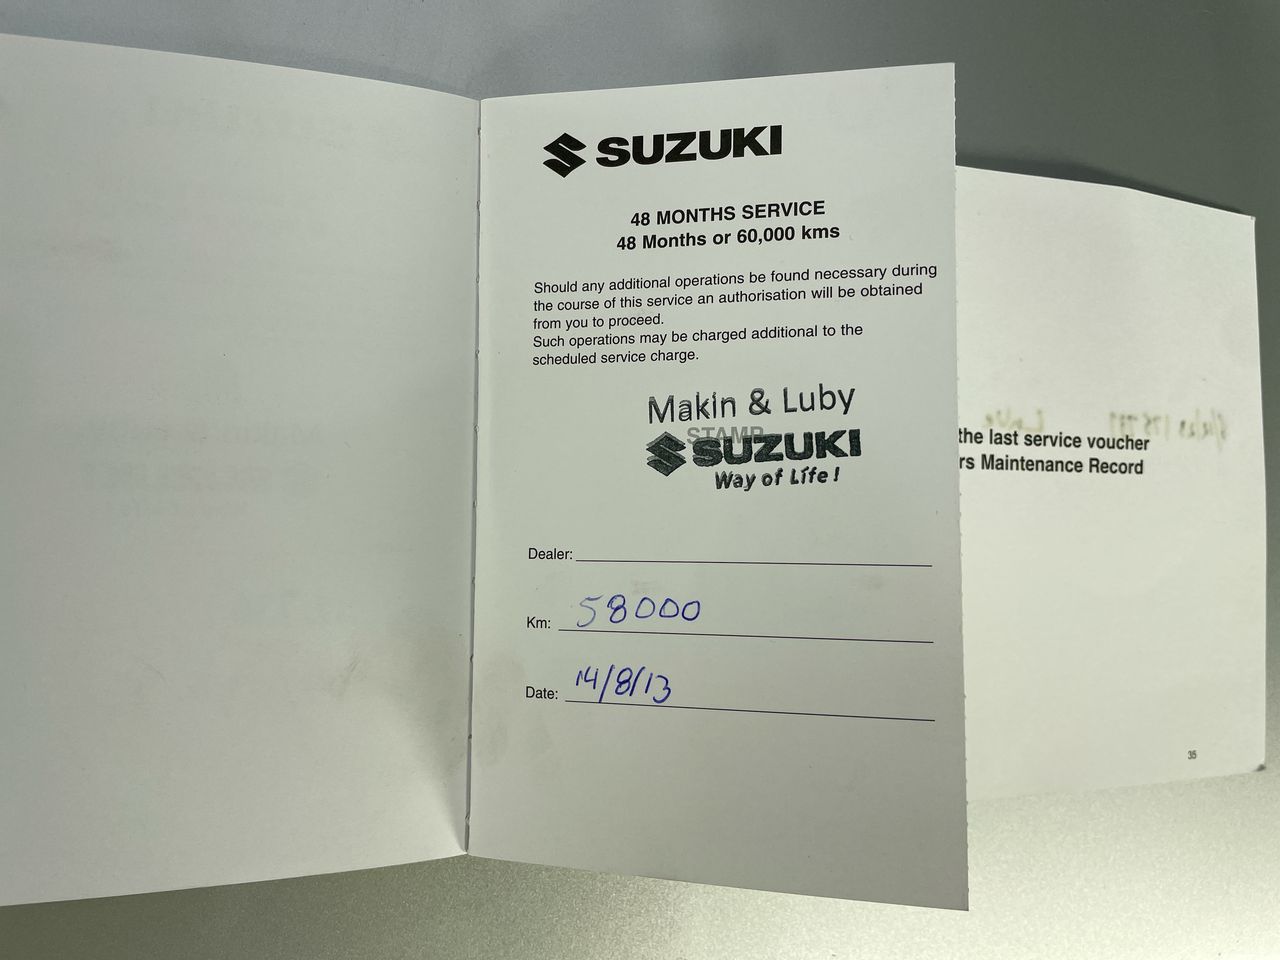 SUZUKI
48 MONTHS SERVICE
48 Months or 60,000 kms
Should any additional operations be found necessary during
the course of this service an authorisation will be obtained
from you to proceed.
Such operations may be charged additional to the
scheduled service charge.
Makin & Luby
STAMP
SUZUKI
Way of Life!
Dealer:
Km: 58000
Date: 14/8/13
the last service voucher
rs Maintenance Record
35